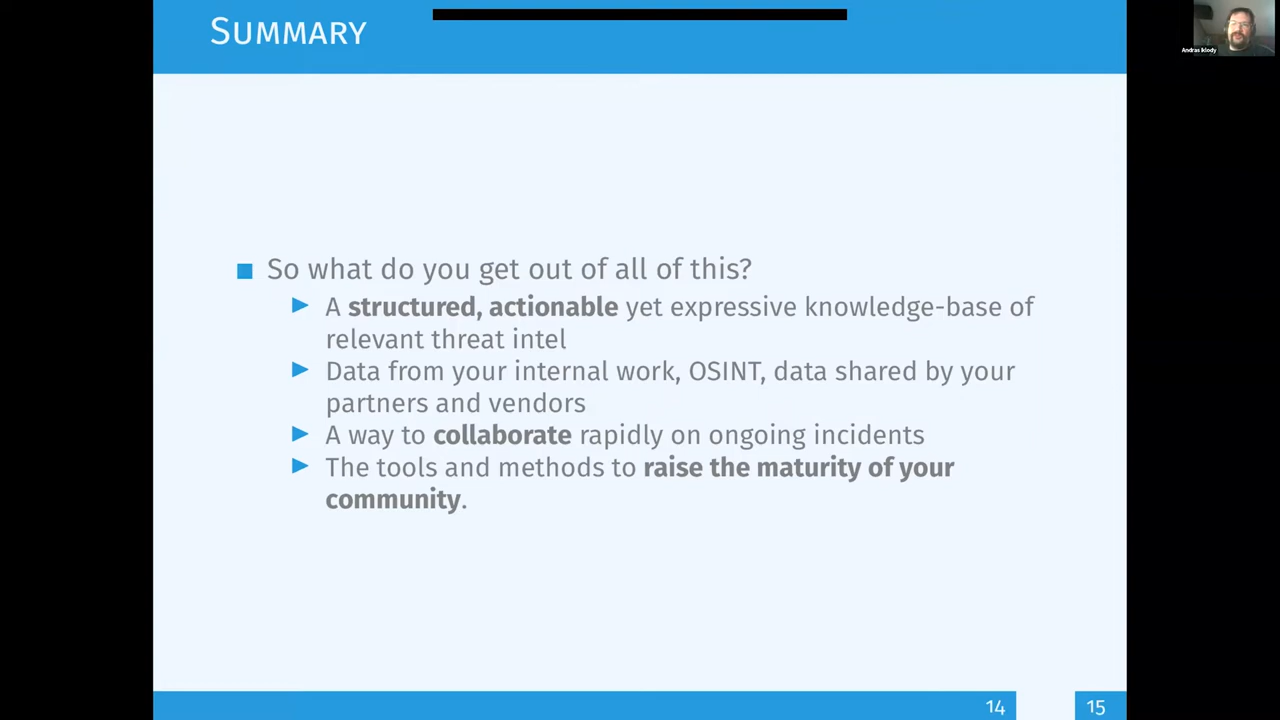 SUMMARY
Andras Iklody
So what do you get out of all of this?
A structured, actionable yet expressive knowledge-base of
relevant threat intel
Data from your internal work, OSINT, data shared by your
partners and vendors
A way to collaborate rapidly on ongoing incidents
The tools and methods to raise the maturity of your
community.
14
15